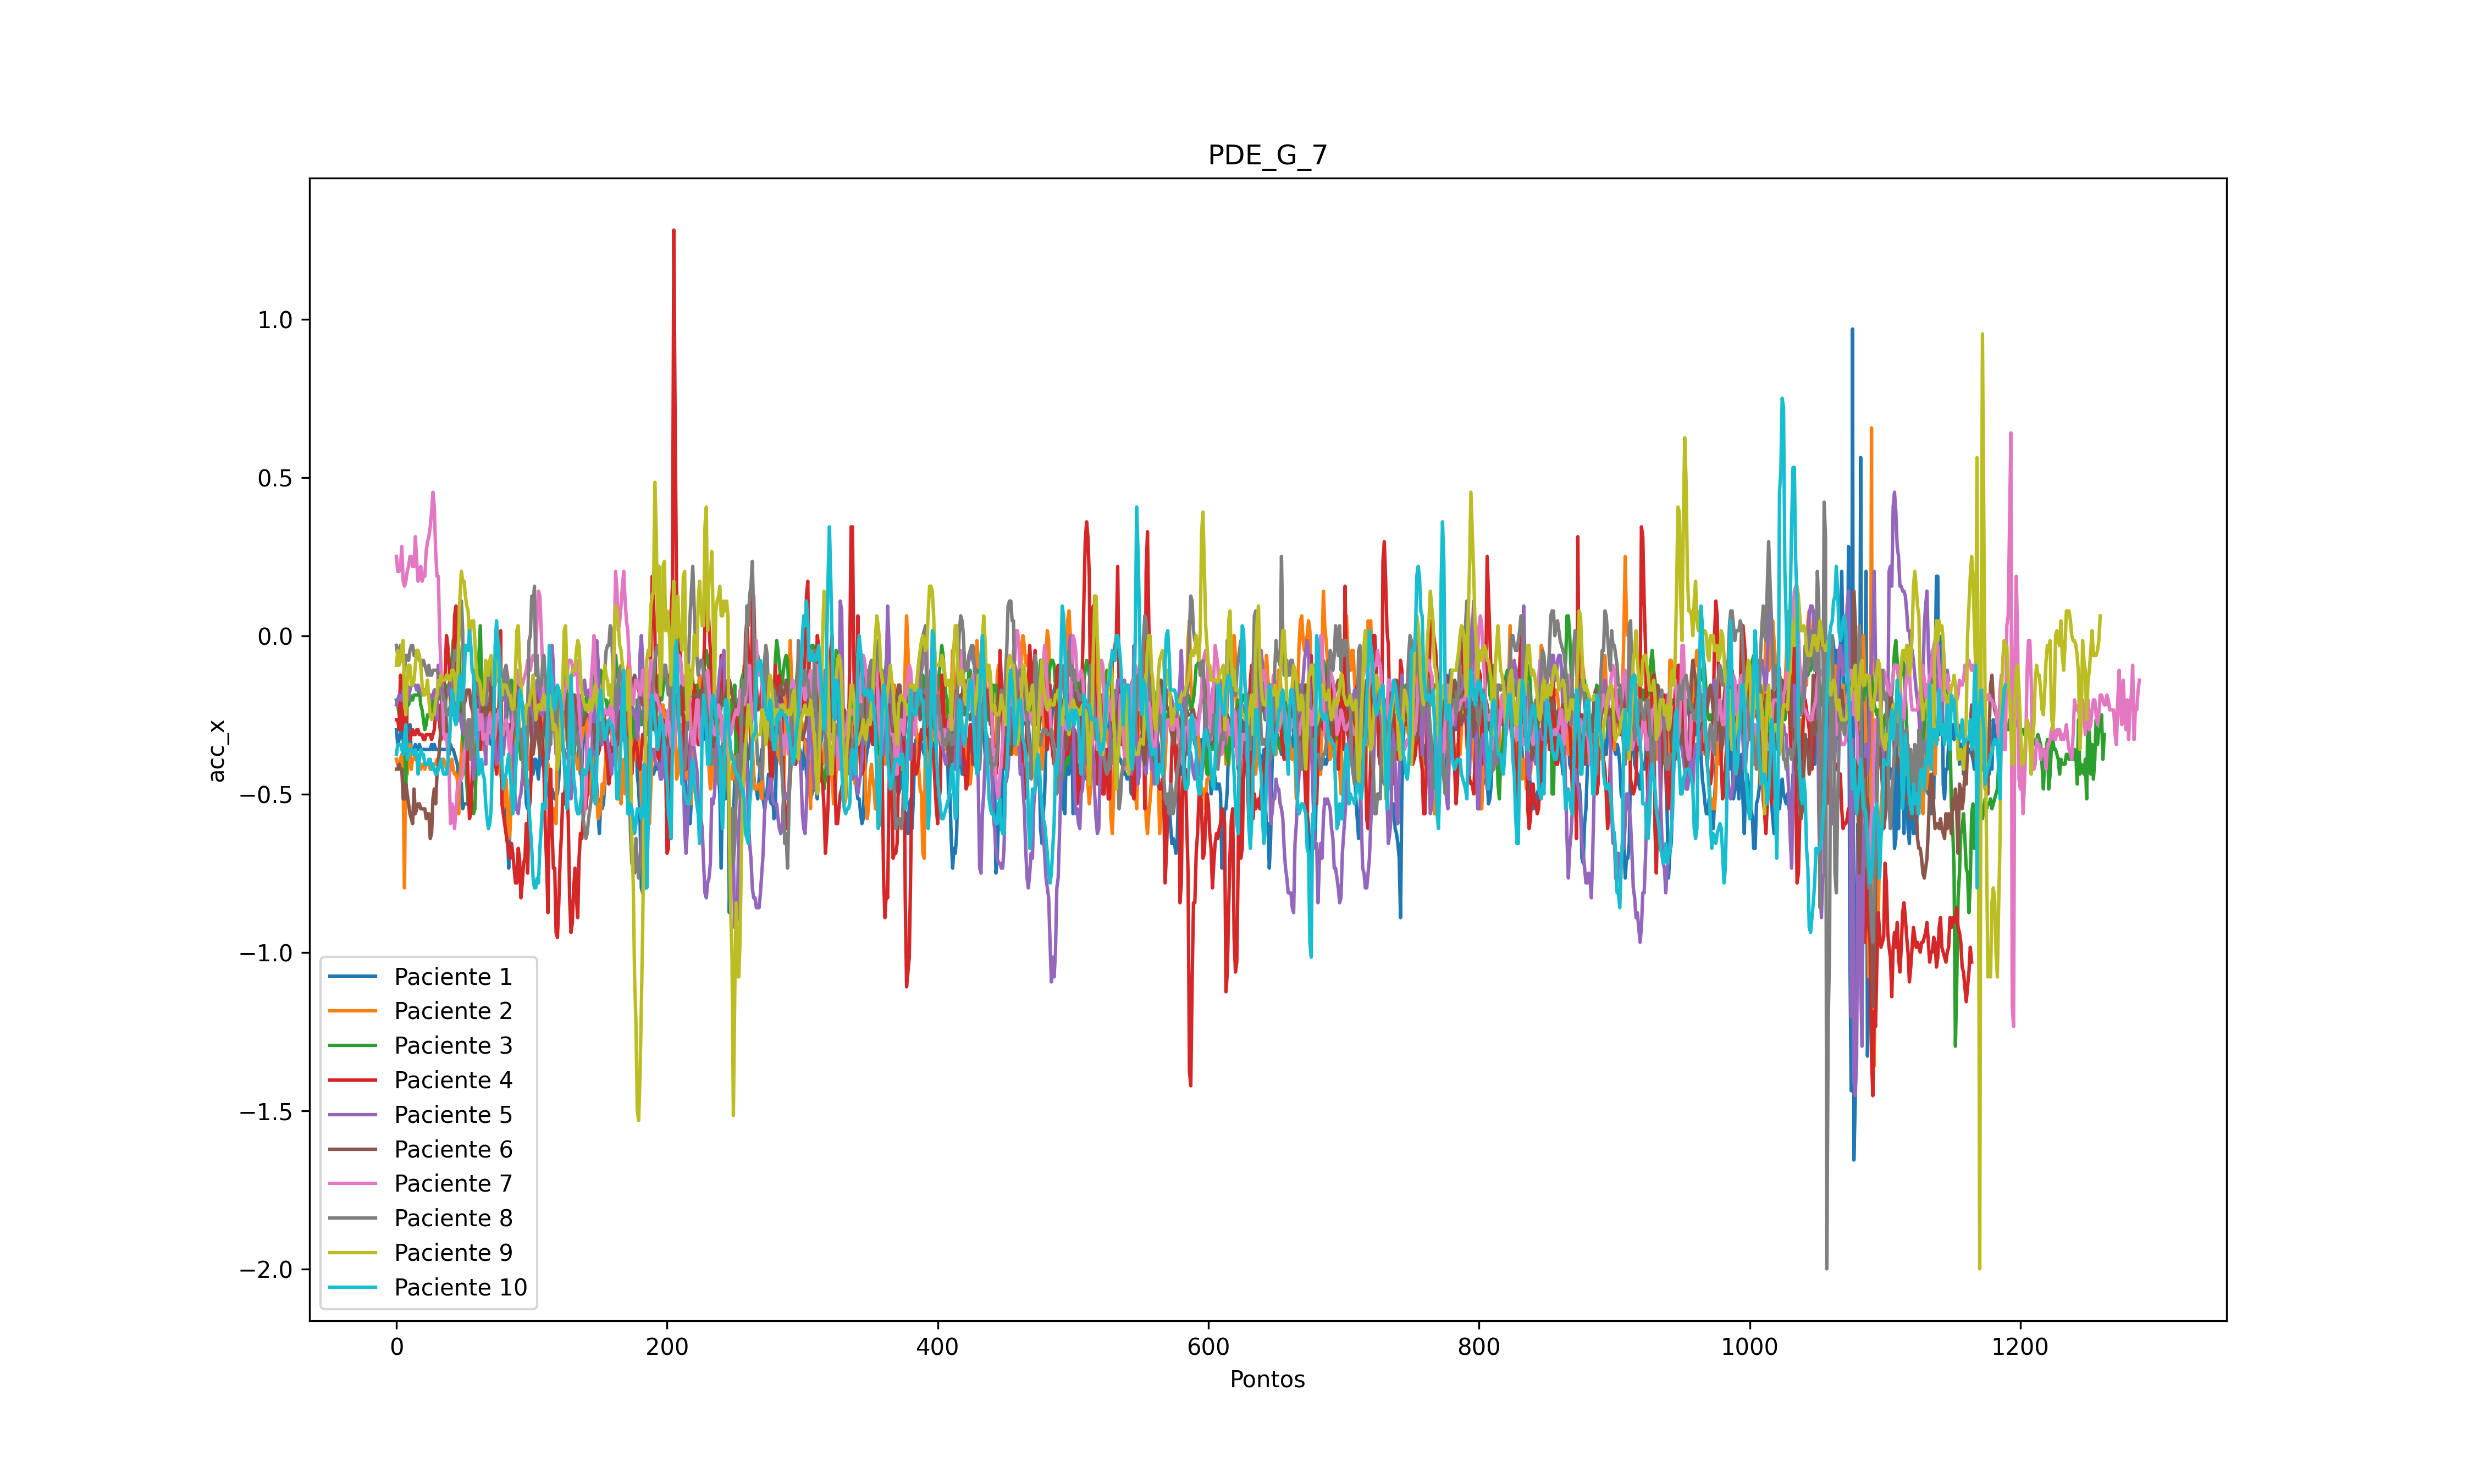 PDE_G_7
acc_x
1.0
0.5
0.0
−0.5
−1.0
−1.5
−2.0
Paciente 1
Paciente 2
Paciente 3
Paciente 4
Paciente 5
Paciente 6
Paciente 7
Paciente 8
Paciente 9
Paciente 10
0 200 400 600 800 1000 1200
Pontos